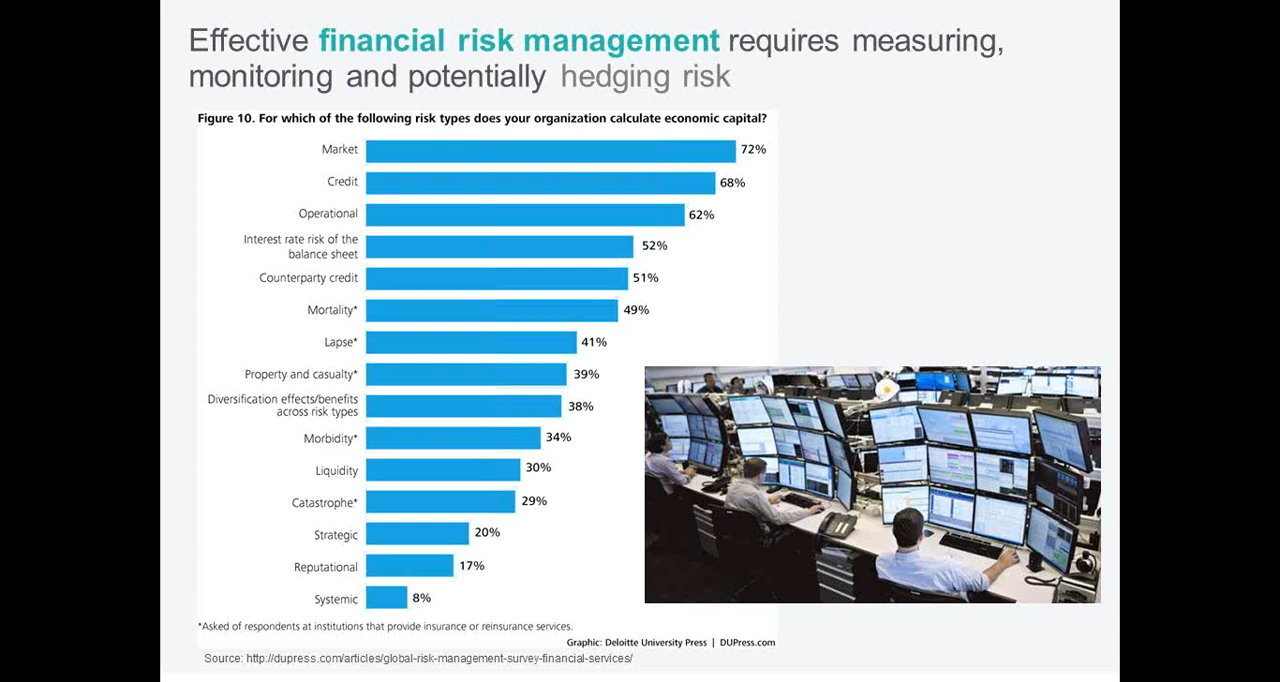 Effective financial risk management requires measuring,
monitoring and potentially hedging risk
Figure 10. For which of the following risk types does your organization calculate economic capital?
Market 72%
Credit 68%
Operational 62%
Interest rate risk of the
balance sheet 52%
Counterparty credit 51%
Mortality* 49%
Lapse* 41%
Property and casualty* 39%
Diversification effects/benefits
across risk types 38%
Morbidity* 34%
Liquidity 30%
Catastrophe* 29%
Strategic 20%
Reputational 17%
Systemic 8%
*Asked of respondents at institutions that provide insurance or reinsurance services.
Graphic: Deloitte University Press | DUPress.com
Source: http://dupress.com/articles/global-risk-management-survey-financial-services/